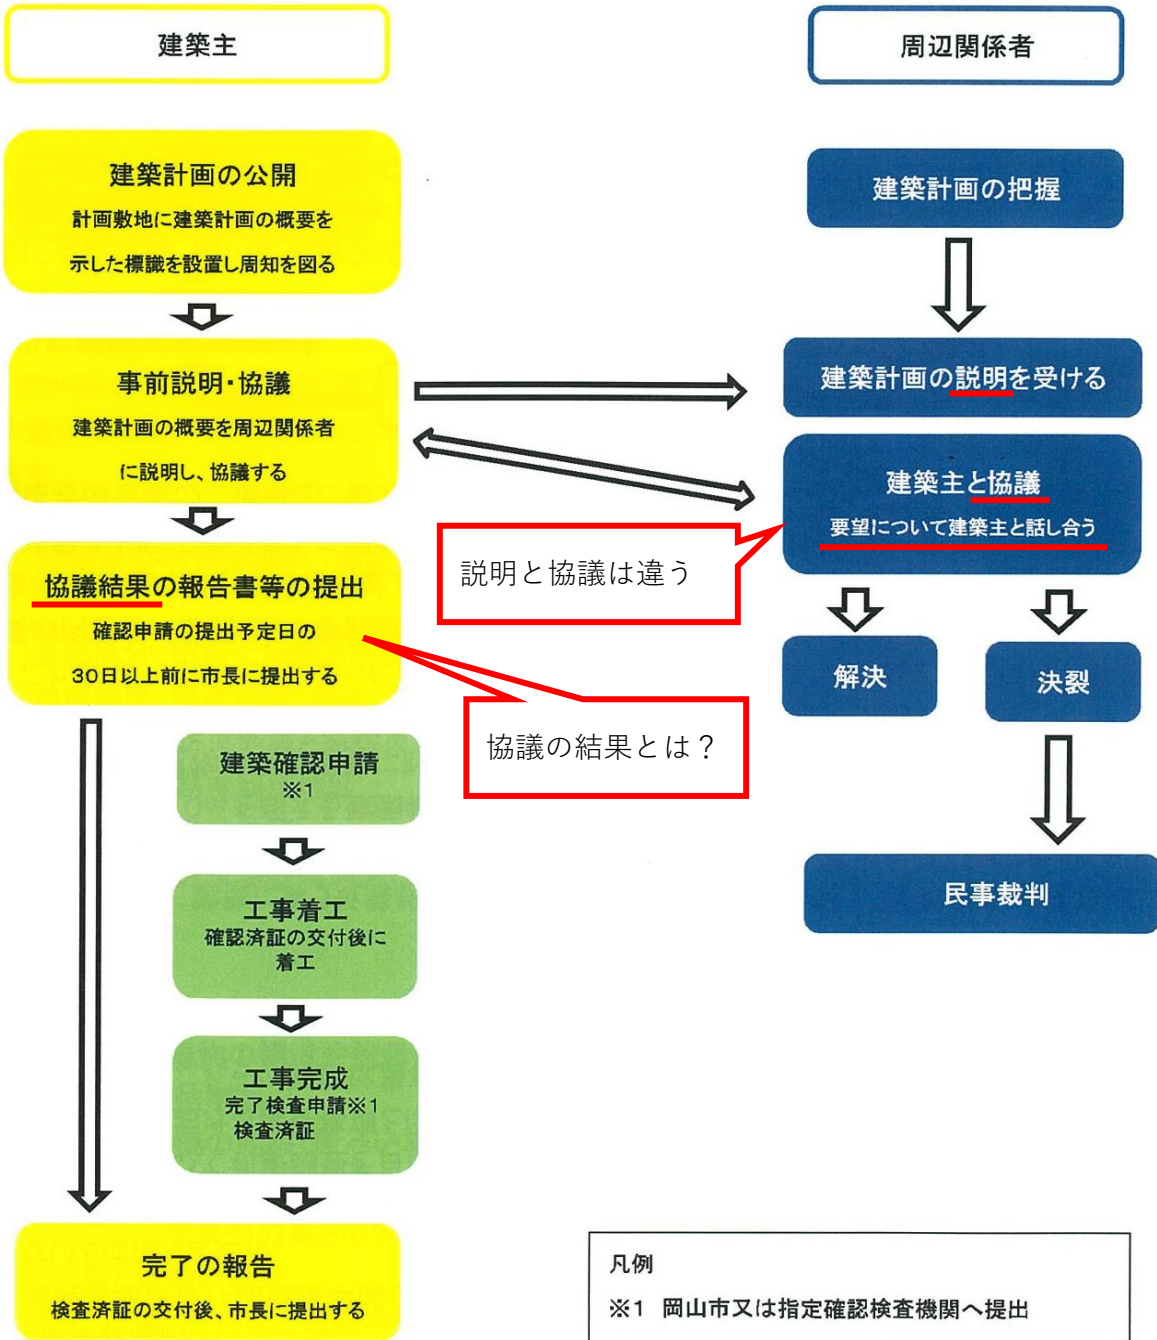 建築主
周辺関係者
建築計画の公開
計画敷地に建築計画の概要を
示した標識を設置し周知を図る
建築計画の把握
事前説明・協議
建築計画の概要を周辺関係者
に説明し、協議する
建築計画の説明を受ける
建築主と協議
要望について建築主と話し合う
説明と協議は違う
協議結果の報告書等の提出
確認申請の提出予定日の
30日以上前に市長に提出する
解決
決裂
協議の結果とは？
建築確認申請
※1
民事裁判
工事着工
確認済証の交付後に
着工
工事完成
完了検査申請※1
検査済証
完了の報告
検査済証の交付後、市長に提出する
凡例
※1 岡山市又は指定確認検査機関へ提出